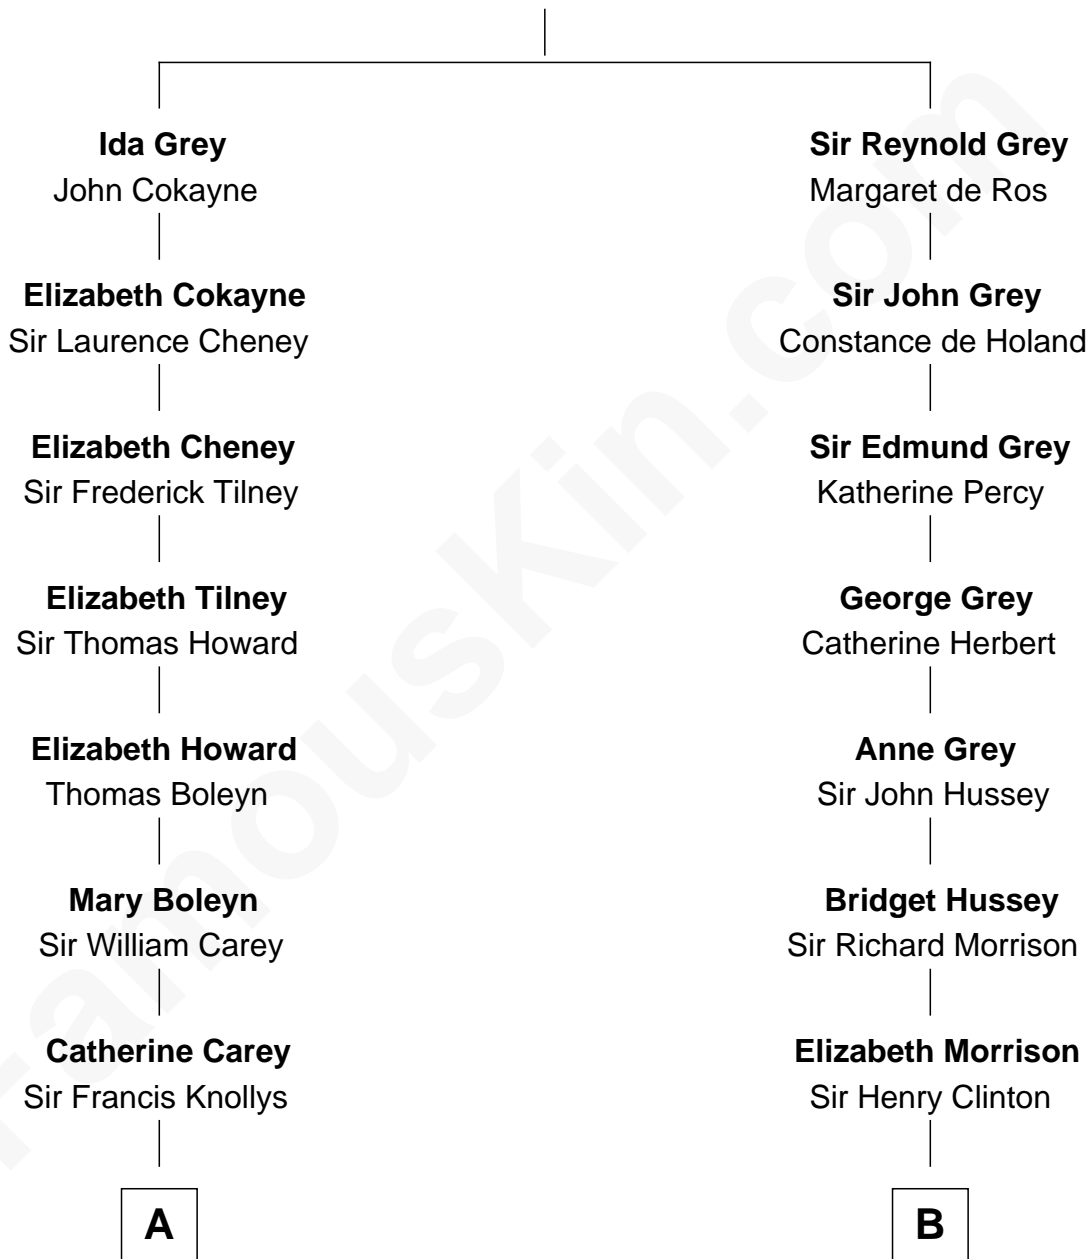 Ida Grey
John Cokayne
Sir Reynold Grey
Margaret de Ros
Elizabeth Cokayne
Sir Laurence Cheney
Sir John Grey
Constance de Holand
Elizabeth Cheney
Sir Frederick Tilney
Sir Edmund Grey
Katherine Percy
Elizabeth Tilney
Sir Thomas Howard
George Grey
Catherine Herbert
Elizabeth Howard
Thomas Boleyn
Anne Grey
Sir John Hussey
Mary Boleyn
Sir William Carey
Bridget Hussey
Sir Richard Morrison
Catherine Carey
Sir Francis Knollys
Elizabeth Morrison
Sir Henry Clinton
A
B
FamousKin.com